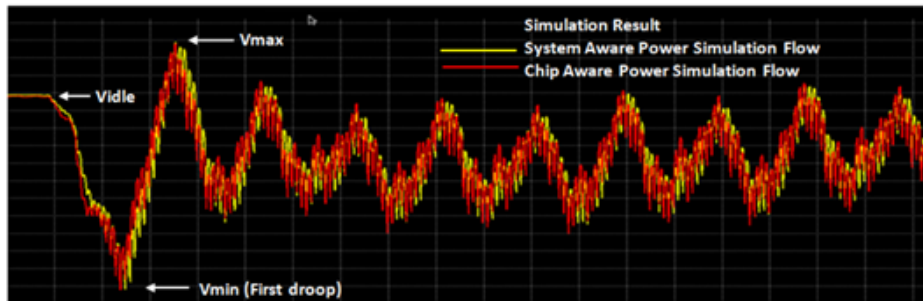 Simulation Result
Vmax
System Aware Power Simulation Flow
Chip Aware Power Simulation Flow
Vidle
Vmin (First droop)